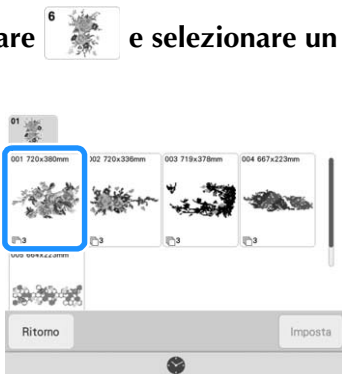 are 6 e selezionare un
01
001 720x380mm 002 720x336mm 003 719x378mm 004 667x223mm
3 3 3 3
005 664x223mm
Ritorno Imposta